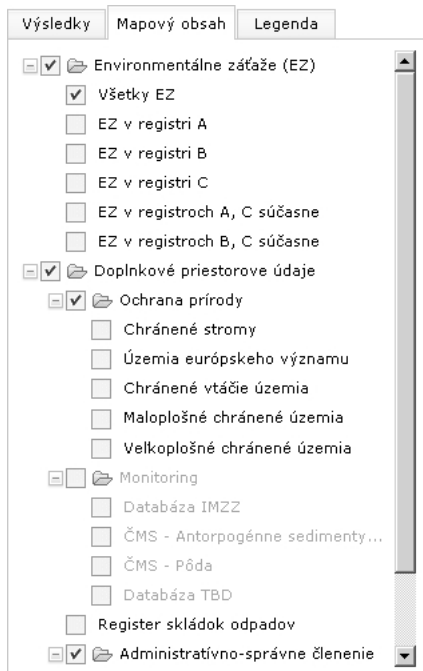 Výsledky Mapový obsah Legenda
Environmentálne záťaže (EZ)
Všetky EZ
EZ v registri A
EZ v registri B
EZ v registri C
EZ v registroch A, C súčasne
EZ v registroch B, C súčasne
Doplnkové priestorove údaje
Ochrana prírody
Chránené stromy
Územia európskeho významu
Chránené vtáčie územia
Maloplošné chránené územia
Veľkoplošné chránené územia
Monitoring
Databáza IMZZ
ČMS - Antorpogénne sedimenty...
ČMS - Pôda
Databáza TBD
Register skládok odpadov
Administratívno-správne členenie